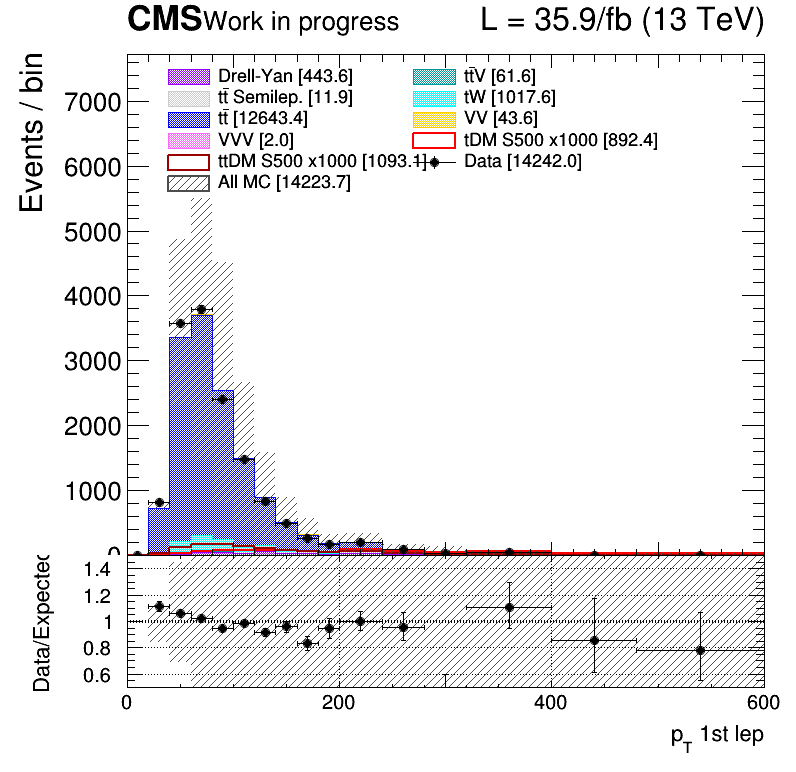 CMS Work in progress L = 35.9/fb (13 TeV)
Events / bin
Drell-Yan [443.6] tt̄V [61.6]
tt̄ Semilep. [11.9] tW [1017.6]
tt̄ [12643.4] VV [43.6]
VVV [2.0] tDM S500 x1000 [892.4]
ttDM S500 x1000 [1093.1] Data [14242.0]
All MC [14223.7]
7000
6000
5000
4000
3000
2000
1000
0
Data/Expected
1.4
1.2
1
0.8
0.6
0 200 400 600
p_T 1st lep